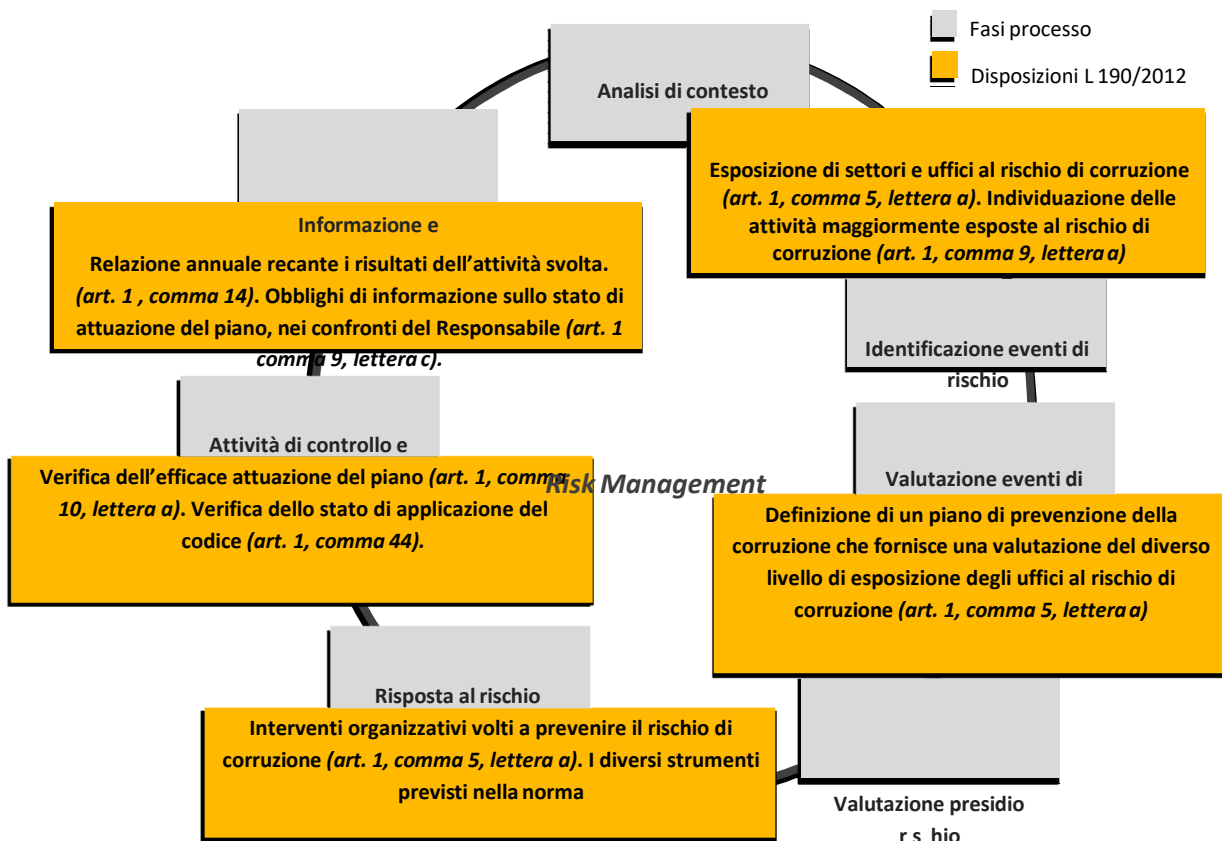 Fasi processo
Disposizioni L 190/2012
Analisi di contesto
Esposizione di settori e uffici al rischio di corruzione
(art. 1, comma 5, lettera a). Individuazione delle
attività maggiormente esposte al rischio di
corruzione (art. 1, comma 9, lettera a)
Identificazione eventi di
rischio
Valutazione eventi di
Definizione di un piano di prevenzione della
corruzione che fornisce una valutazione del diverso
livello di esposizione degli uffici al rischio di
corruzione (art. 1, comma 5, lettera a)
Valutazione presidio
Risposta al rischio
Interventi organizzativi volti a prevenire il rischio di
corruzione (art. 1, comma 5, lettera a). I diversi strumenti
previsti nella norma
Attività di controllo e
Verifica dell’efficace attuazione del piano (art. 1, comma
10, lettera a). Verifica dello stato di applicazione del
codice (art. 1, comma 44).
Informazione e
Relazione annuale recante i risultati dell’attività svolta.
(art. 1 , comma 14). Obblighi di informazione sullo stato di
attuazione del piano, nei confronti del Responsabile (art. 1
comma 9, lettera c).
Risk Management